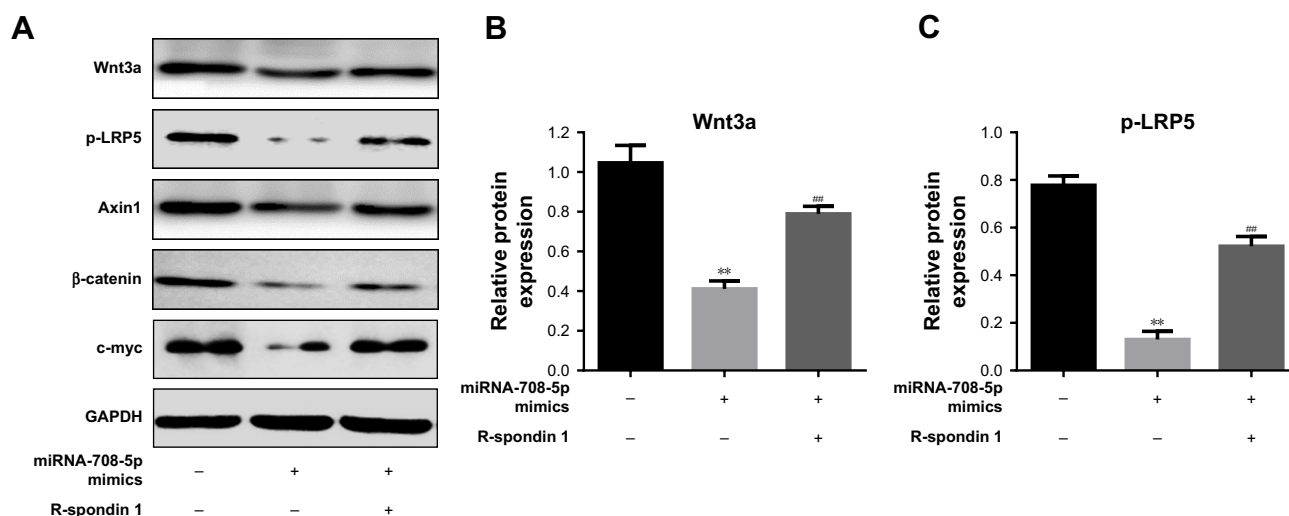 A
Wnt3a
p-LRP5
Axin1
β-catenin
c-myc
GAPDH
miRNA-708-5p
mimics
– + +
R-spondin 1
– – +
B
Wnt3a
Relative protein
expression
1.2
1.0
0.8
0.6
0.4
0.2
0.0
**
##
miRNA-708-5p
mimics
– + +
R-spondin 1
– – +
C
p-LRP5
Relative protein
expression
1.0
0.8
0.6
0.4
0.2
0.0
**
##
miRNA-708-5p
mimics
– + +
R-spondin 1
– – +